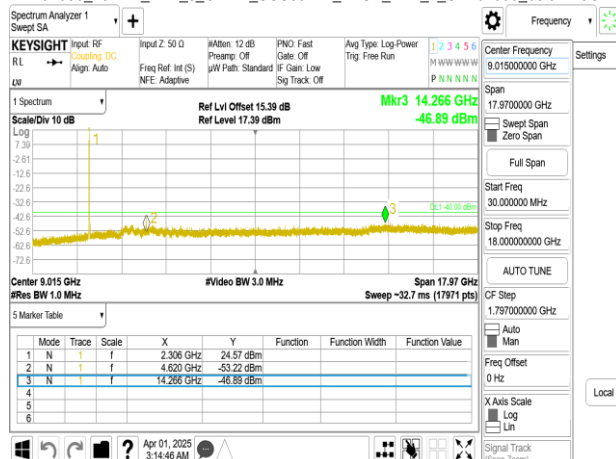 Spectrum Analyzer 1
Swept SA
Frequency
Settings
KEYSIGHT
RL
Input: RF
Coupling: DC
Align: Auto
Input Z: 50 Ω
Freq Ref: Int (S)
NFE: Adaptive
#Atten: 12 dB
Preamp: Off
µW Path: Standard
PNO: Fast
Gate: Off
IF Gain: Low
Sig Track: Off
Avg Type: Log-Power
Trig: Free Run
1 2 3 4 5 6
M W W W W W
P N N N N N
1 Spectrum
Scale/Div 10 dB
Ref Lvl Offset 15.39 dB
Ref Level 17.39 dBm
Mkr3 14.266 GHz
-46.89 dBm
Log
7.39
-2.61
-12.6
-22.6
-32.6
-42.6
-52.6
-62.6
-72.6
1
2
3
DL1 -40.00 dBm
Center 9.015 GHz
#Res BW 1.0 MHz
#Video BW 3.0 MHz
Span 17.97 GHz
Sweep ~32.7 ms (17971 pts)
5 Marker Table
Mode Trace Scale X Y Function Function Width Function Value
1 N 1 f 2.306 GHz 24.57 dBm
2 N 1 f 4.620 GHz -53.22 dBm
3 N 1 f 14.266 GHz -46.89 dBm
4
5
6
Apr 01, 2025
3:14:46 AM
Center Frequency
9.015000000 GHz
Span
17.9700000 GHz
Swept Span
Zero Span
Full Span
Start Freq
30.000000 MHz
Stop Freq
18.000000000 GHz
AUTO TUNE
CF Step
1.797000000 GHz
Auto
Man
Freq Offset
0 Hz
X Axis Scale
Log
Lin
Signal Track
(Span Zoom)
Local